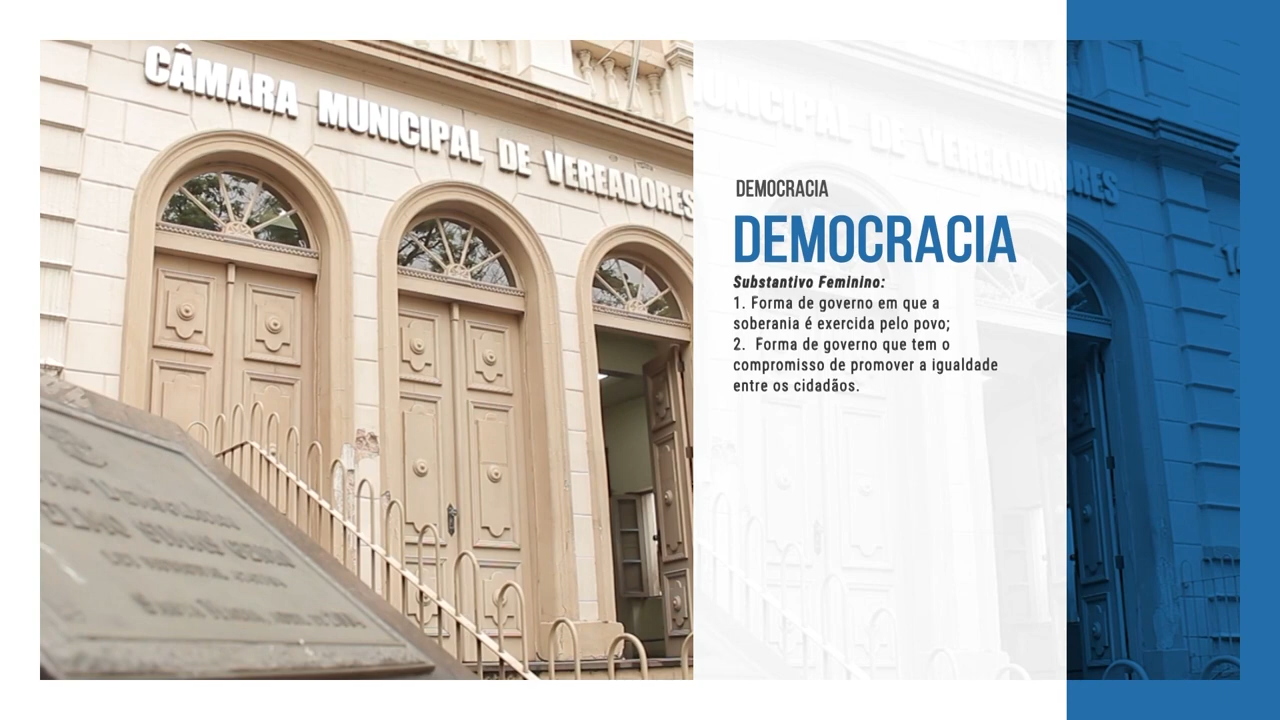 CÂMARA MUNICIPAL DE VEREADORES
DEMOCRACIA
DEMOCRACIA
Substantivo Feminino:
1. Forma de governo em que a
soberania é exercida pelo povo;
2. Forma de governo que tem o
compromisso de promover a igualdade
entre os cidadãos.